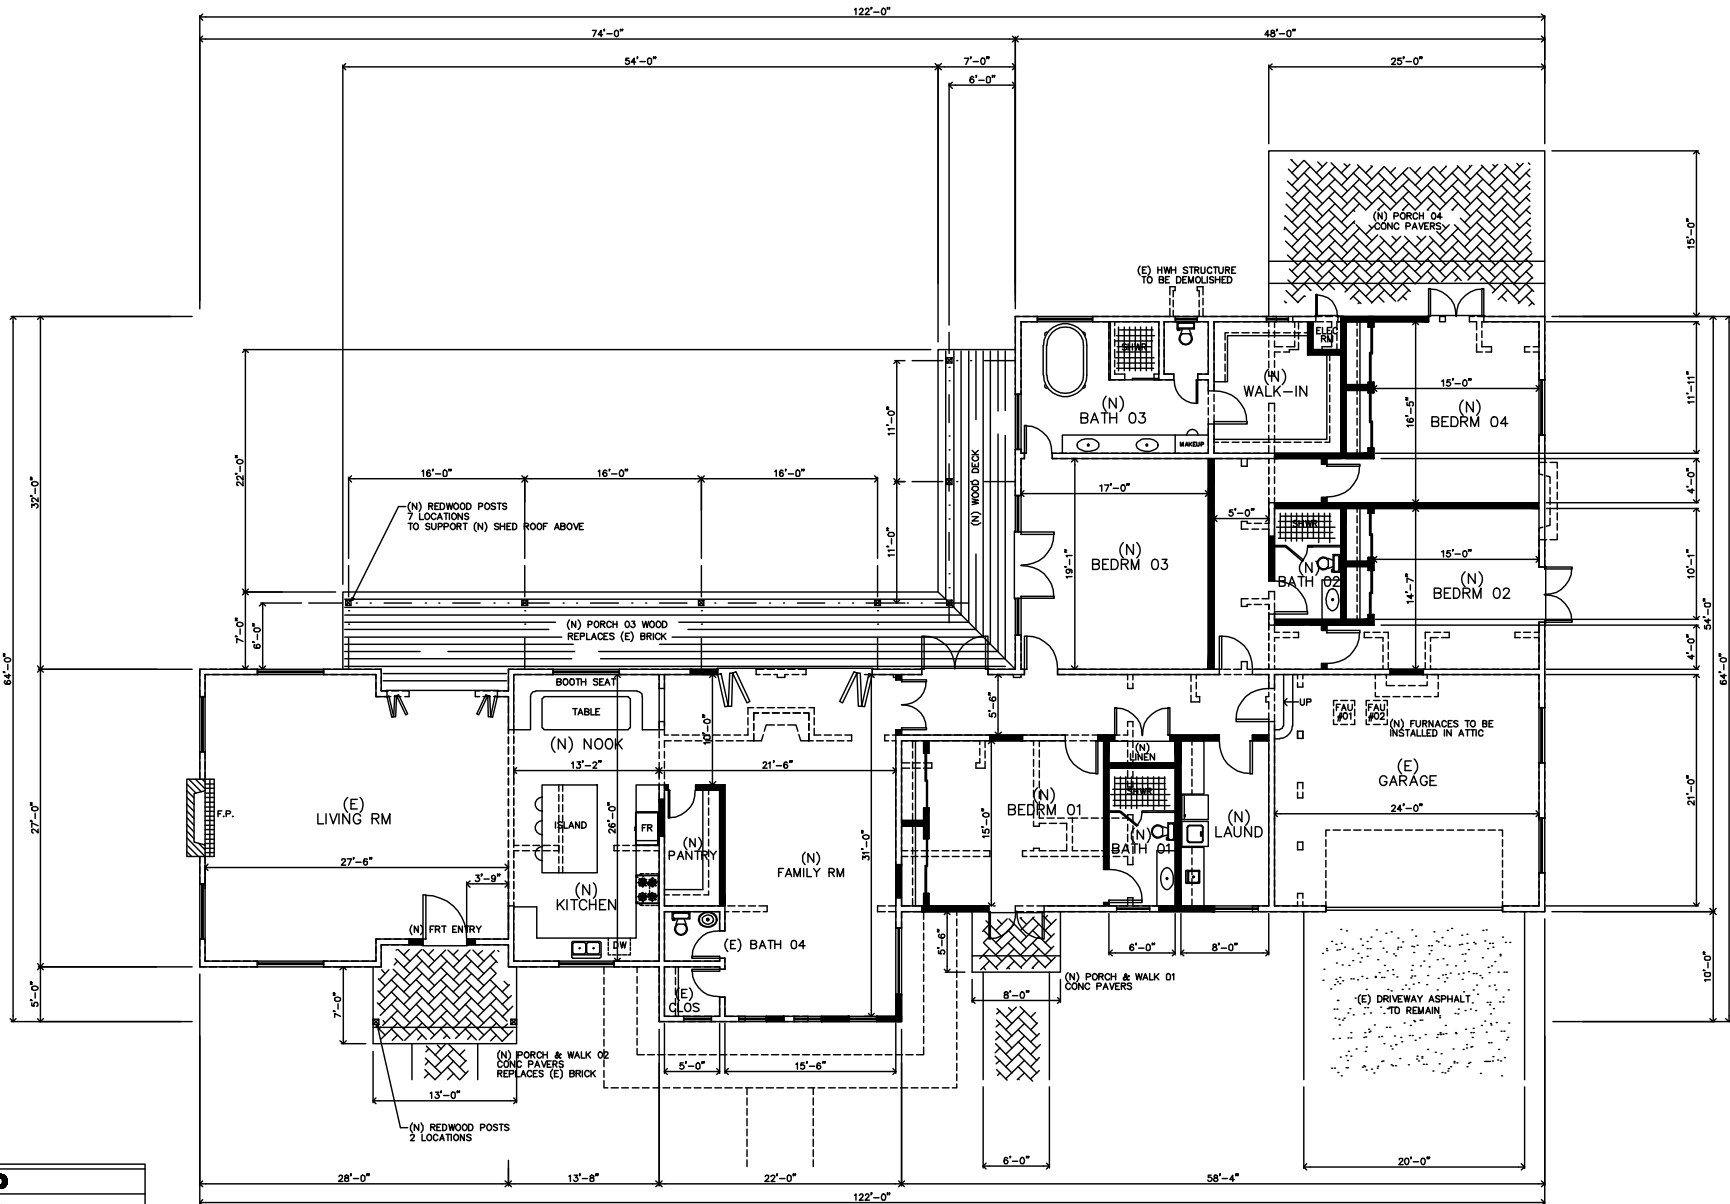 122'-0"
74'-0"
48'-0"
54'-0"
7'-0"
25'-0"
6'-0"
(N) PORCH 04
CONC PAVERS
15'-0"
(E) HWH STRUCTURE
TO BE DEMOLISHED
ELEC
RM
SHWR
(N)
WALK-IN
15'-0"
(N)
BATH 03
MAKEUP
16'-5"
(N)
BEDRM 04
11'-11"
22'-0"
11'-0"
32'-0"
64'-0"
16'-0"
16'-0"
16'-0"
(N) WOOD DECK
17'-0"
4'-0"
(N) REDWOOD POSTS
7 LOCATIONS
TO SUPPORT (N) SHED ROOF ABOVE
5'-0"
SHWR
11'-0"
(N)
BEDRM 03
19'-1"
15'-0"
10'-1"
(N)
BATH 02
14'-7"
(N)
BEDRM 02
54'-0"
7'-0"
6'-0"
(N) PORCH 03 WOOD
REPLACES (E) BRICK
4'-0"
64'-0"
BOOTH SEAT
TABLE
10'-0"
5'-6"
UP
FAU
#01
FAU
#02
(N) FURNACES TO BE
INSTALLED IN ATTIC
(N) NOOK
(N)
LINEN
13'-2"
21'-6"
(E)
GARAGE
SHWR
(E)
LIVING RM
F.P.
ISLAND
26'-0"
FR
(N)
BEDRM 01
15'-0"
24'-0"
21'-0"
27'-0"
(N)
PANTRY
31'-0"
(N)
BATH 01
(N)
LAUND
(N)
FAMILY RM
27'-6"
3'-9"
(N)
KITCHEN
(N) FRT ENTRY
DW
(E) BATH 04
5'-6"
6'-0"
8'-0"
5'-0"
7'-0"
(E)
CLOS
8'-0"
(N) PORCH & WALK 01
CONC PAVERS
(E) DRIVEWAY ASPHALT
TO REMAIN
10'-0"
(N) PORCH & WALK 02
CONC PAVERS
REPLACES (E) BRICK
5'-0"
15'-6"
13'-0"
(N) REDWOOD POSTS
2 LOCATIONS
6'-0"
20'-0"
28'-0"
13'-8"
22'-0"
58'-4"
122'-0"